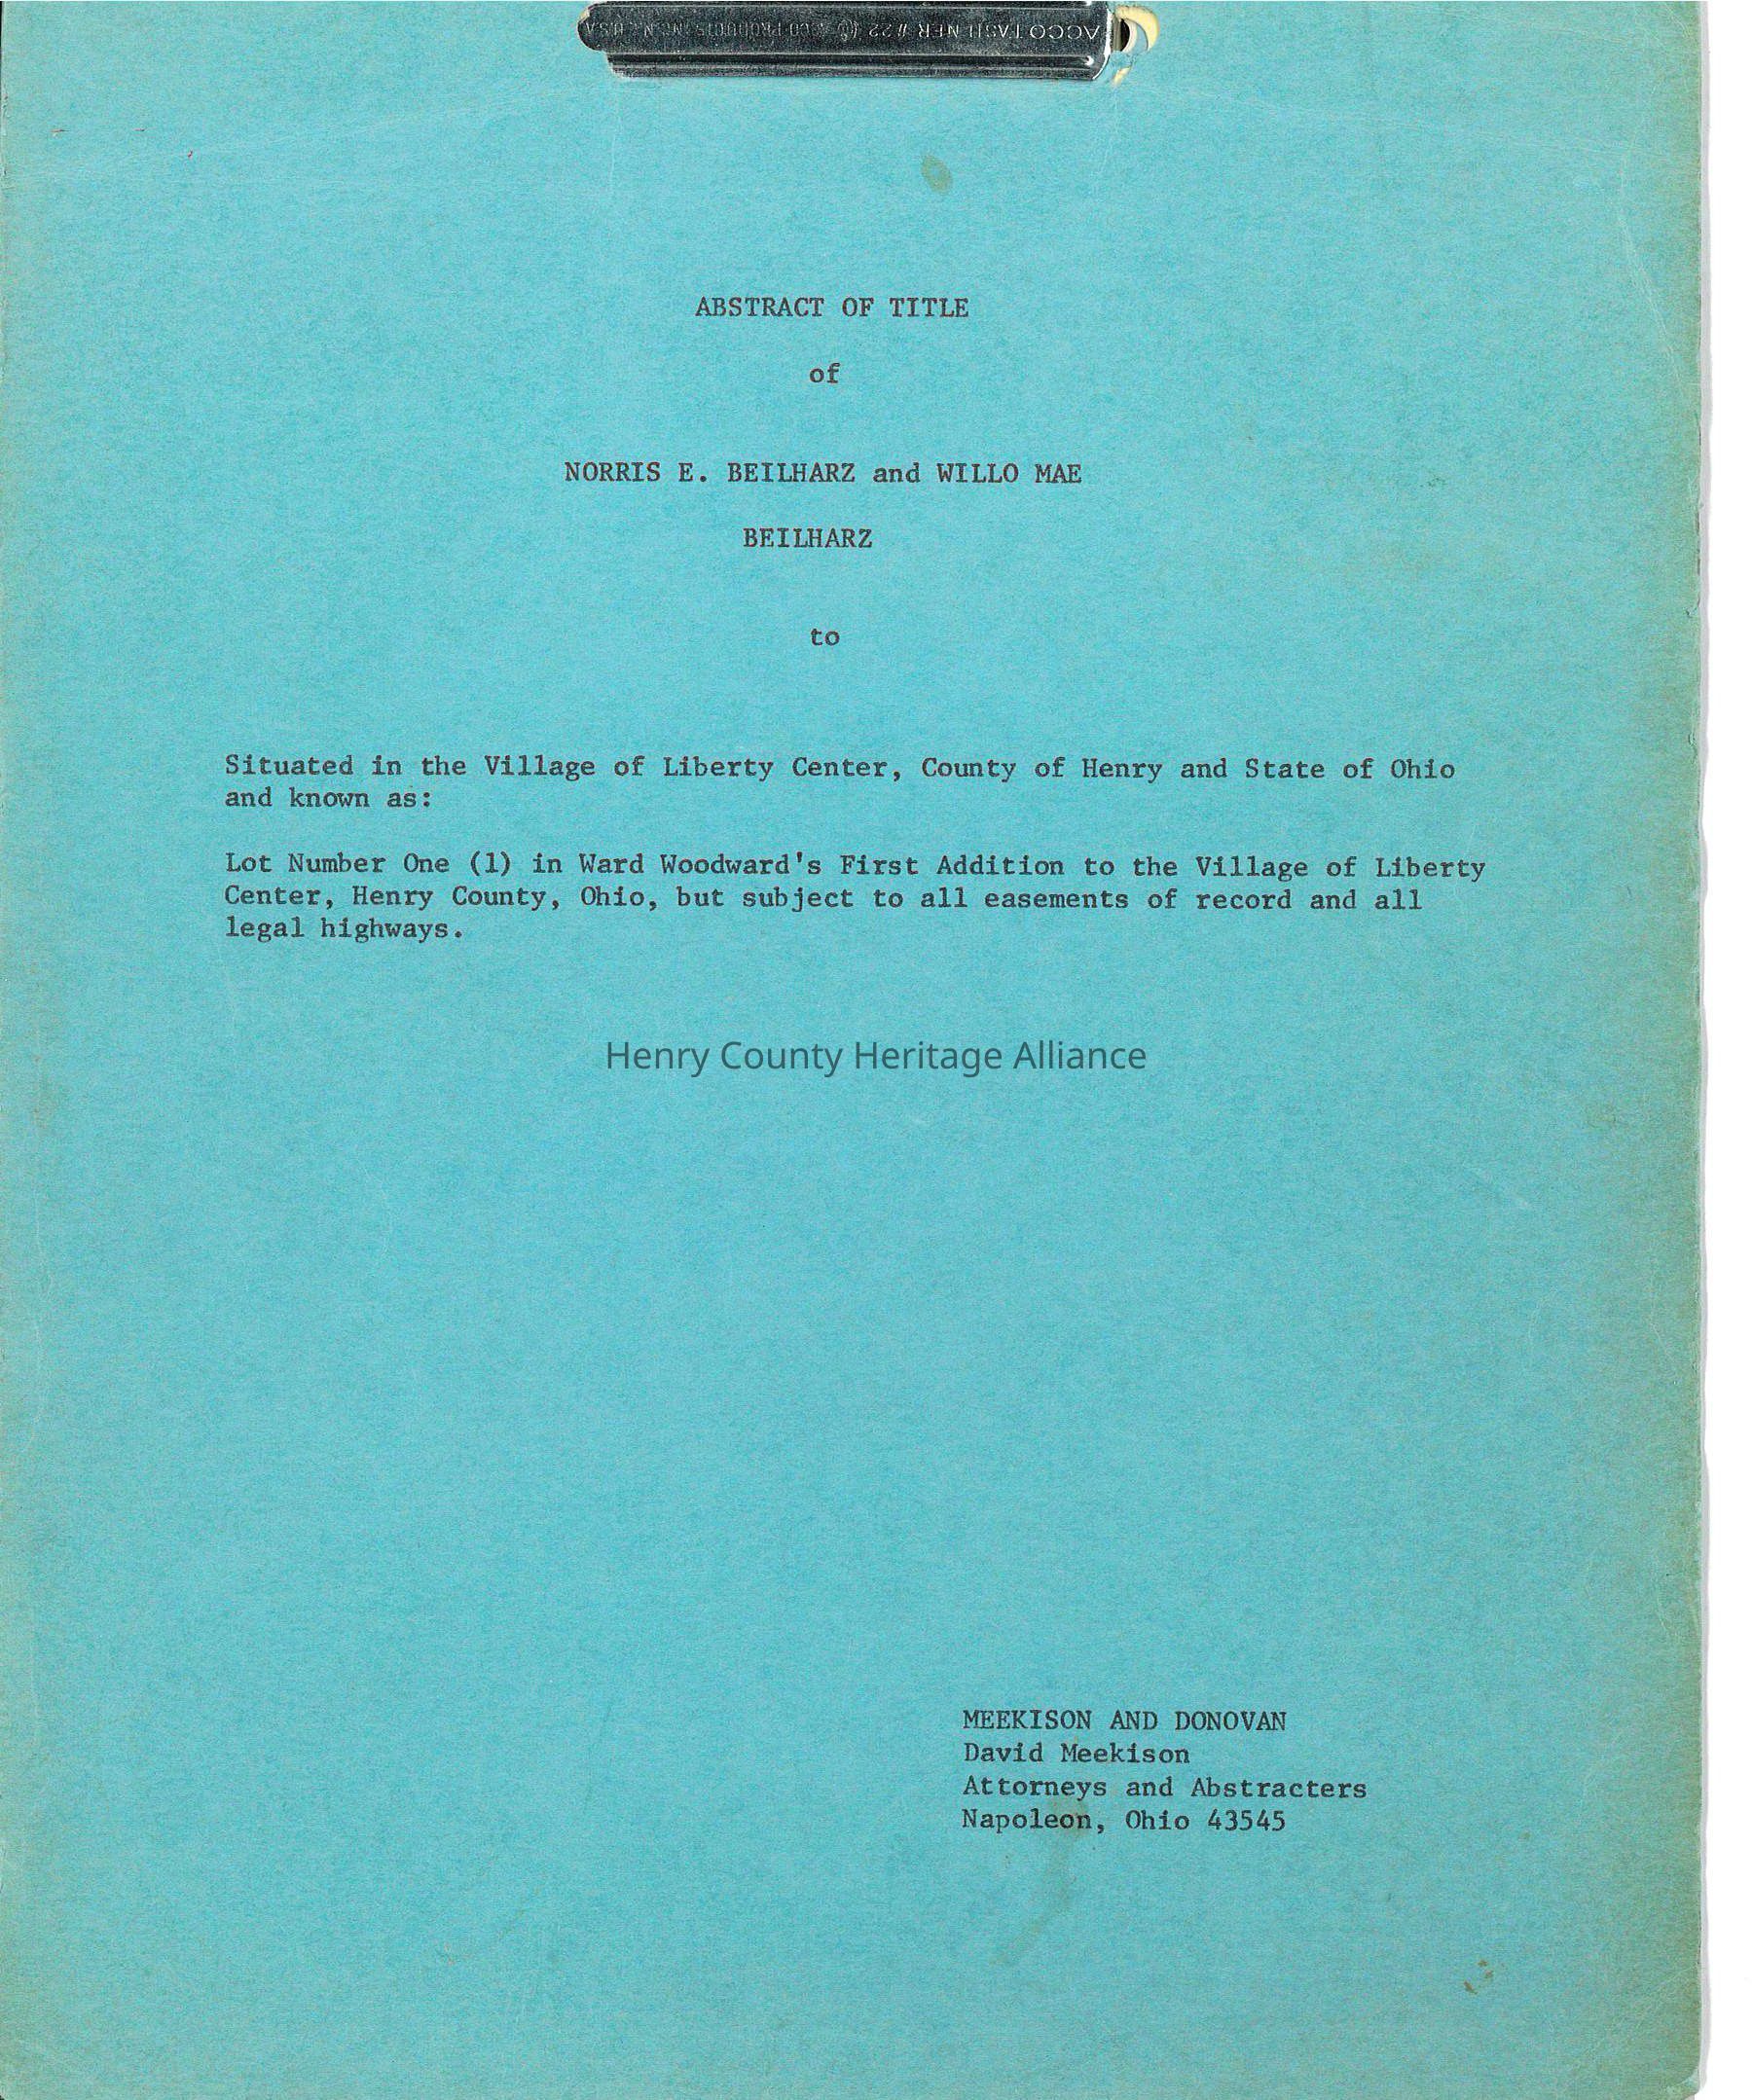 ACCO FASTENER #22
ABSTRACT OF TITLE
of
NORRIS E. BEILHARZ and WILLO MAE
BEILHARZ
to
Situated in the Village of Liberty Center, County of Henry and State of Ohio
and known as:
Lot Number One (1) in Ward Woodward's First Addition to the Village of Liberty
Center, Henry County, Ohio, but subject to all easements of record and all
legal highways.
Henry County Heritage Alliance
MEEKISON AND DONOVAN
David Meekison
Attorneys and Abstracters
Napoleon, Ohio 43545